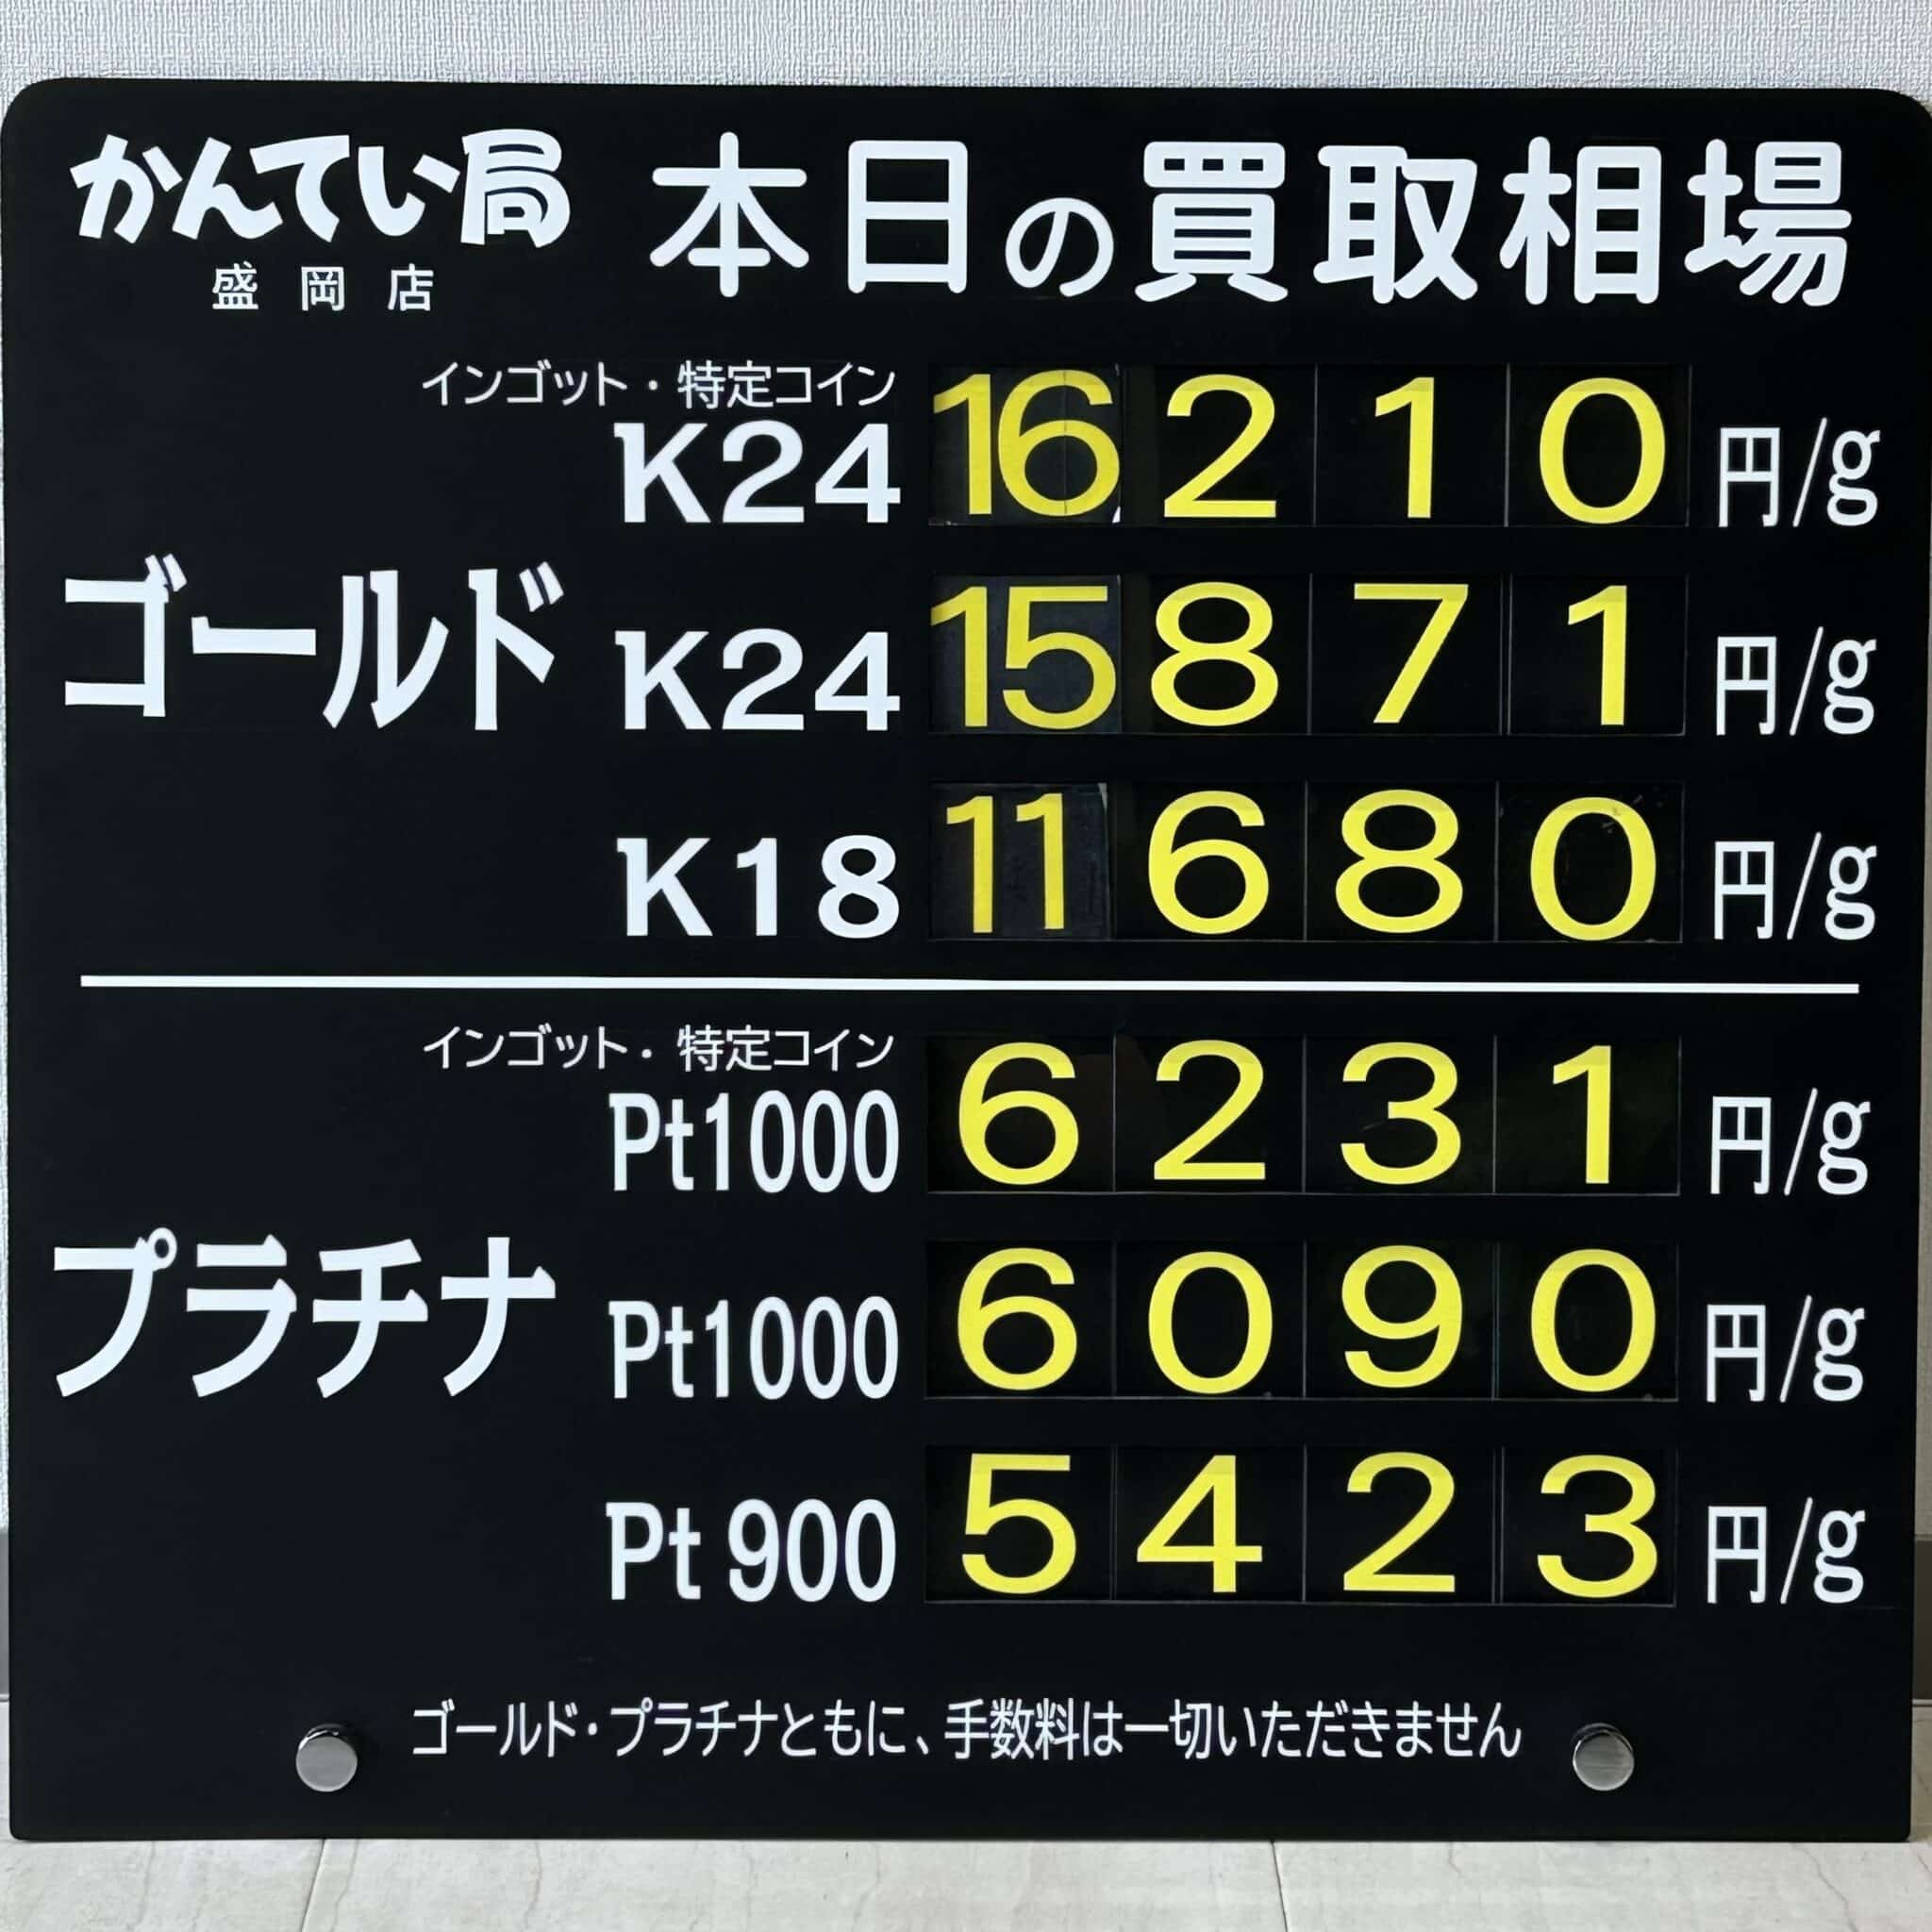 かんてい局 本日の買取相場
盛岡店
インゴット・特定コイン
K24 16210 円/g
ゴールド K24 15871 円/g
K18 11680 円/g
インゴット・特定コイン
Pt1000 6231 円/g
プラチナ Pt1000 6090 円/g
Pt 900 5423 円/g
ゴールド・プラチナともに、手数料は一切いただきません